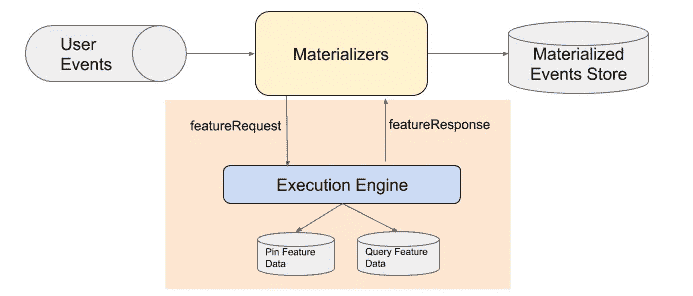 User
Events
Materializers
Materialized
Events Store
featureRequest
featureResponse
Execution Engine
Pin Feature
Data
Query Feature
Data